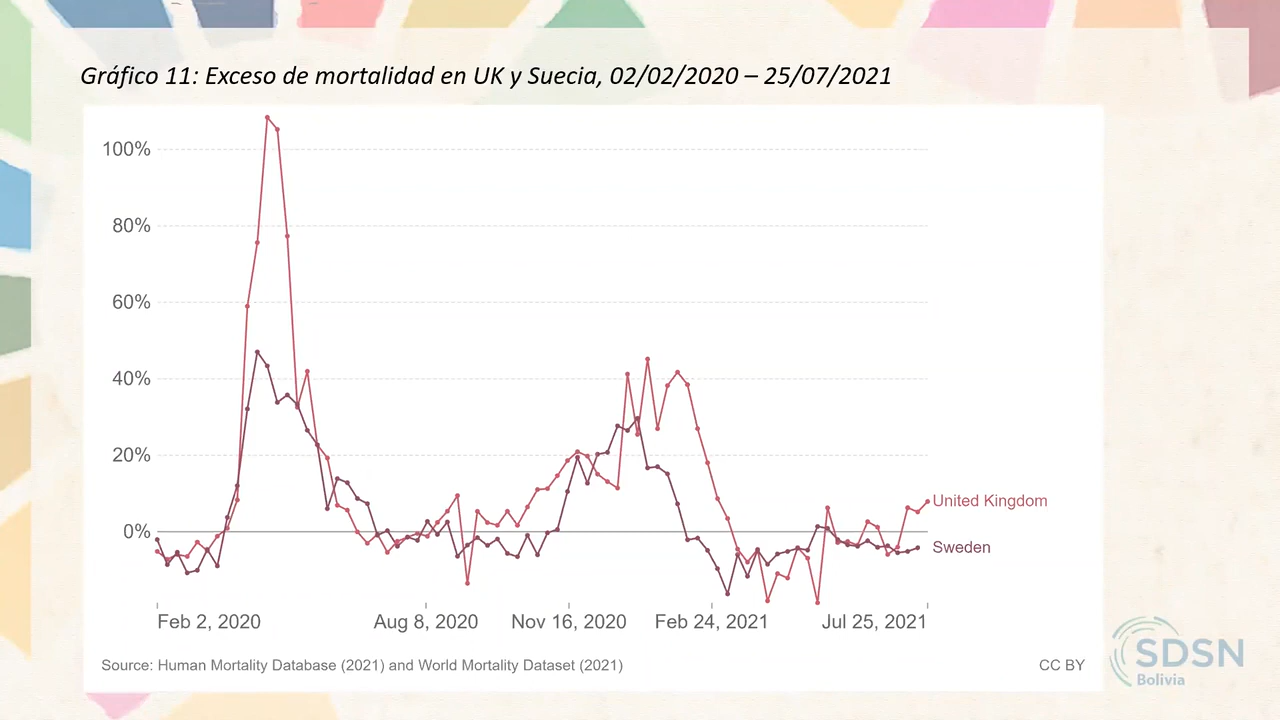 Gráfico 11: Exceso de mortalidad en UK y Suecia, 02/02/2020 – 25/07/2021
100%
80%
60%
40%
20%
0%
United Kingdom
Sweden
Feb 2, 2020
Aug 8, 2020
Nov 16, 2020
Feb 24, 2021
Jul 25, 2021
Source: Human Mortality Database (2021) and World Mortality Dataset (2021)
CC BY
SDSN
Bolivia